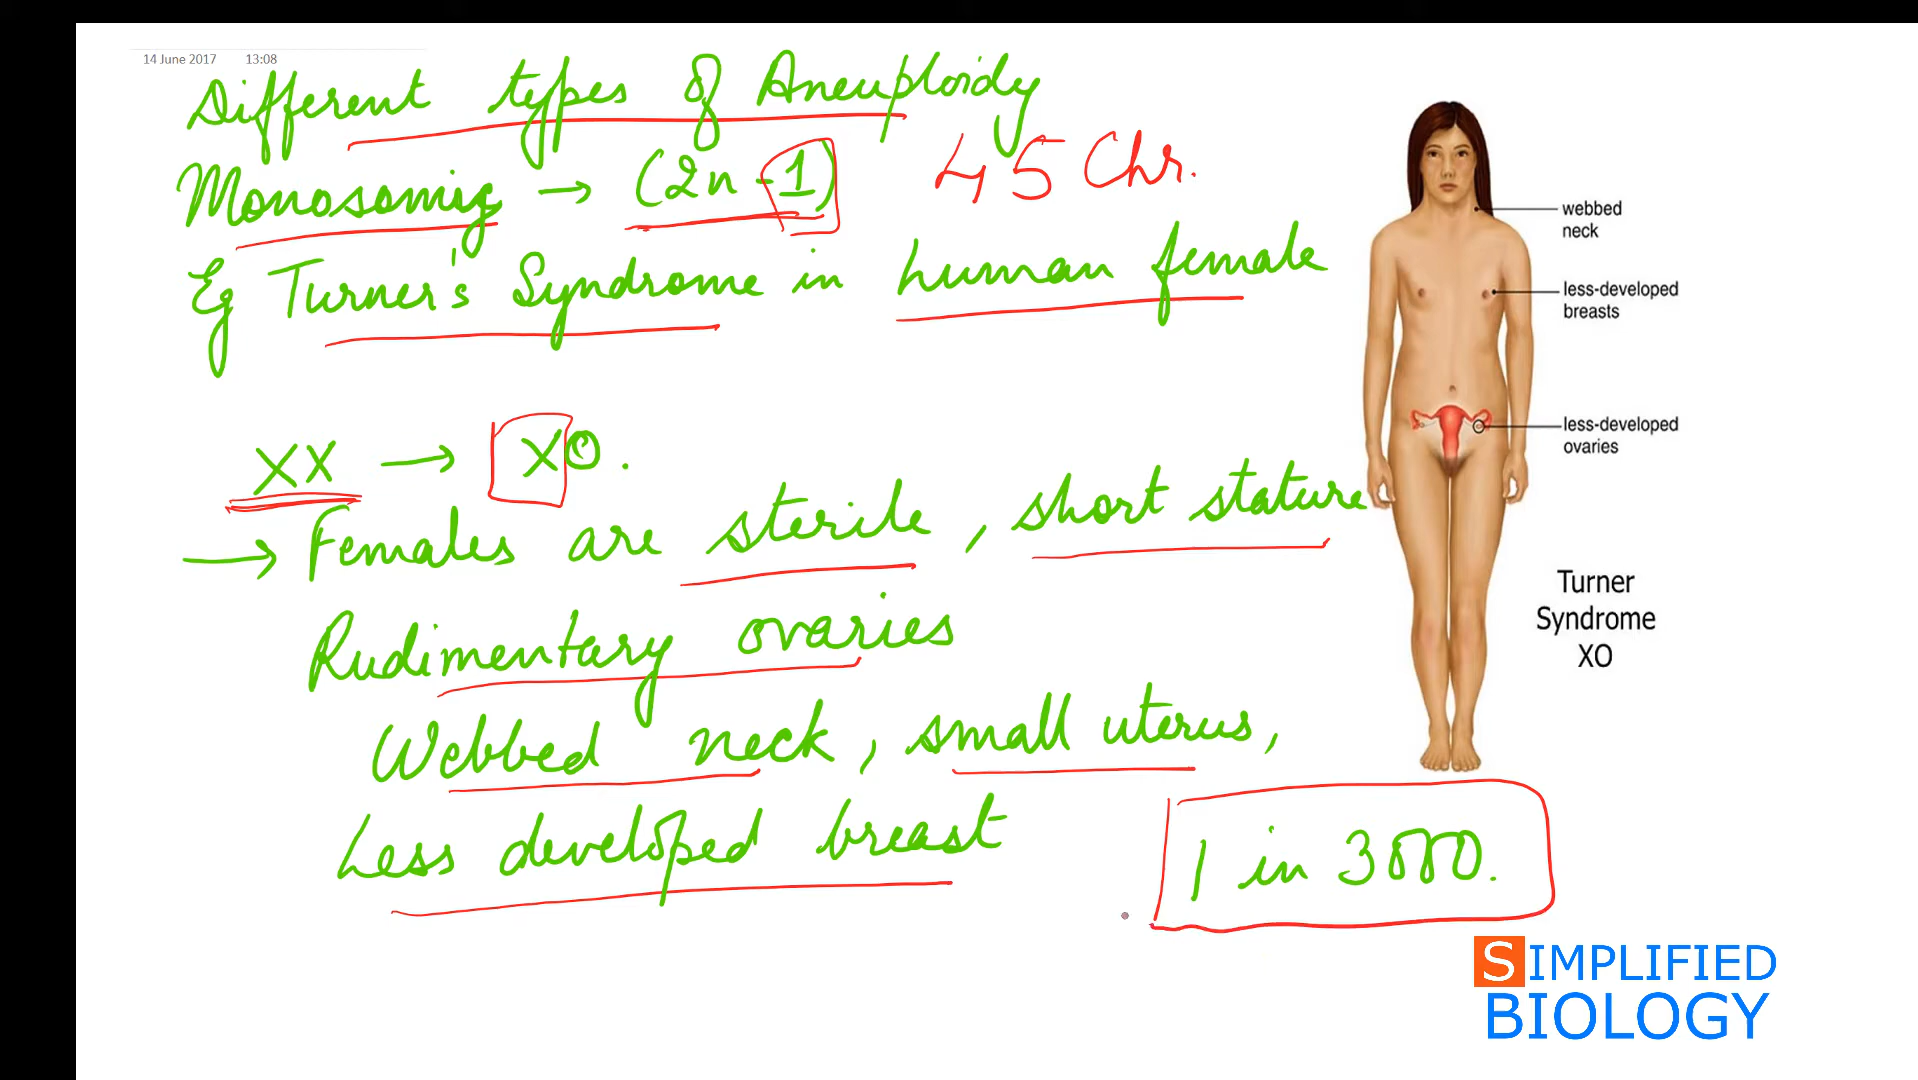 14 June 2017 13:08
Different types of Aneuploidy
Monosomic → (2n - 1) 45 Chr.
Eg Turner's Syndrome in human female
XX → XO.
→ Females are sterile, short stature
Rudimentary ovaries
Webbed neck, small uterus,
Less developed breast
1 in 3000.
webbed
neck
less-developed
breasts
less-developed
ovaries
Turner
Syndrome
XO
SIMPLIFIED
BIOLOGY